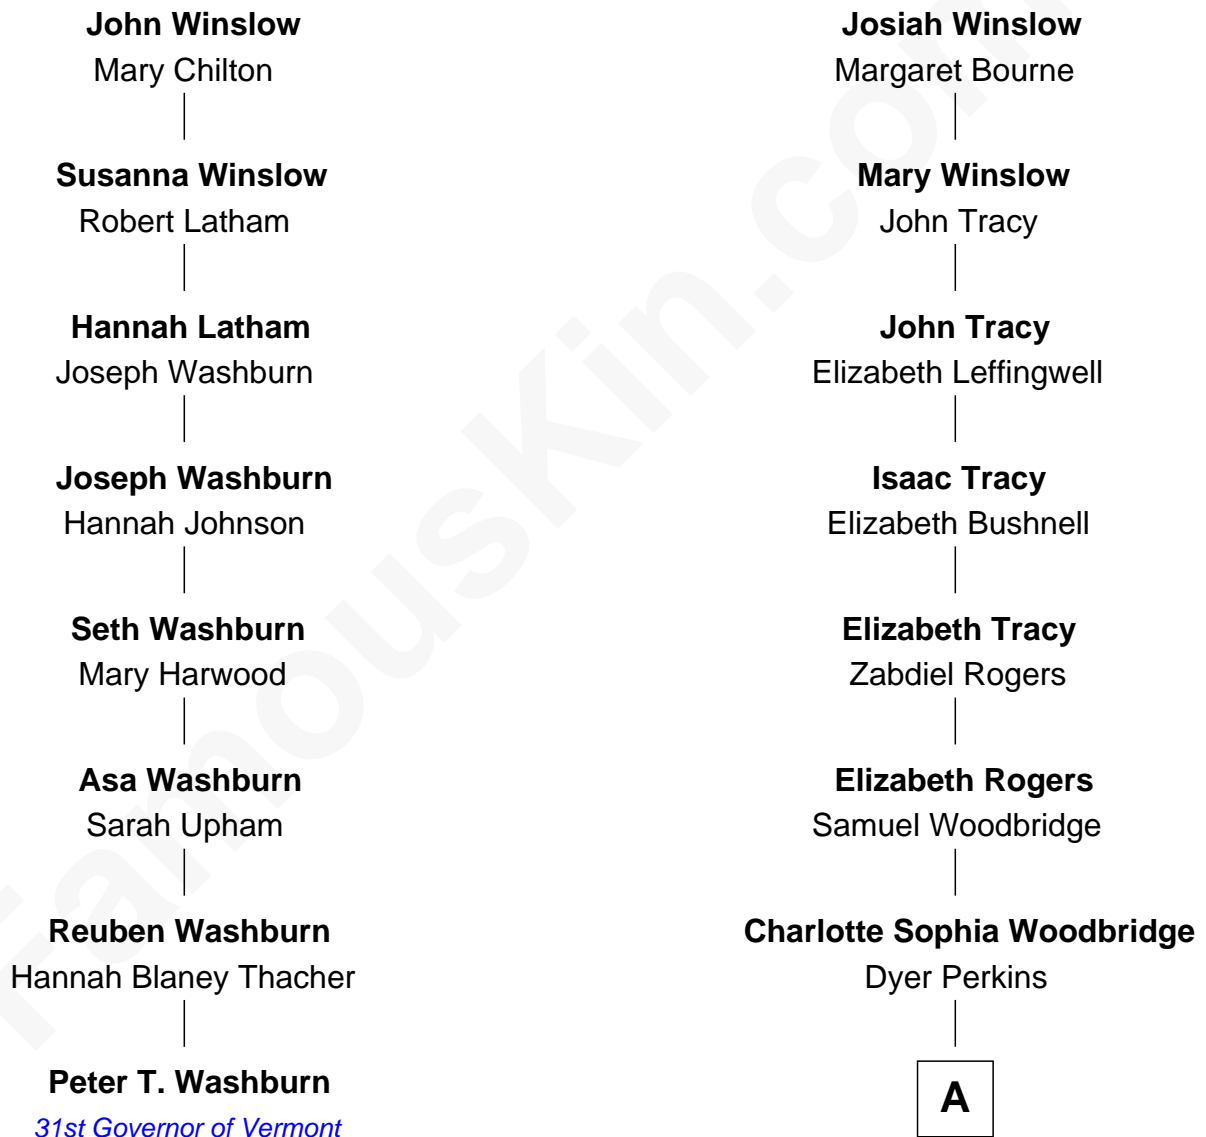 John Winslow
Mary Chilton
Susanna Winslow
Robert Latham
Hannah Latham
Joseph Washburn
Joseph Washburn
Hannah Johnson
Seth Washburn
Mary Harwood
Asa Washburn
Sarah Upham
Reuben Washburn
Hannah Blaney Thacher
Peter T. Washburn
31st Governor of Vermont
Josiah Winslow
Margaret Bourne
Mary Winslow
John Tracy
John Tracy
Elizabeth Leffingwell
Isaac Tracy
Elizabeth Bushnell
Elizabeth Tracy
Zabdiel Rogers
Elizabeth Rogers
Samuel Woodbridge
Charlotte Sophia Woodbridge
Dyer Perkins
A
FamousKin.com